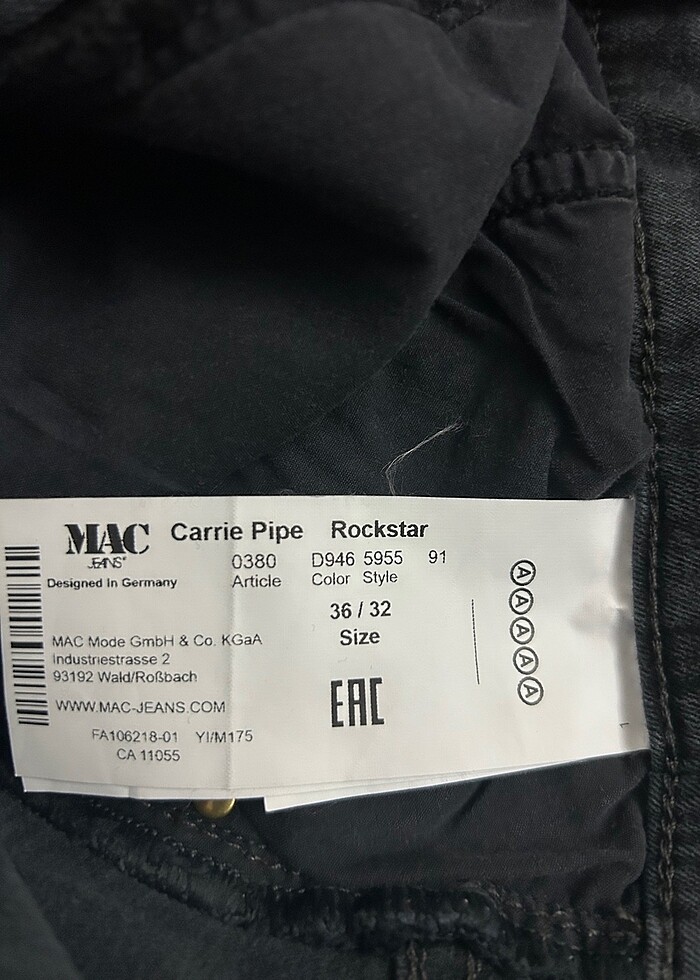 MAC Carrie Pipe Rockstar
JEANS
0380 D946 5955 91
Designed In Germany Article Color Style
36 / 32
Size
MAC Mode GmbH & Co. KGaA
Industriestrasse 2
93192 Wald/Roßbach
WWW.MAC-JEANS.COM
EAC
FA106218-01 YI/M175
CA 11055
A A A A A
1